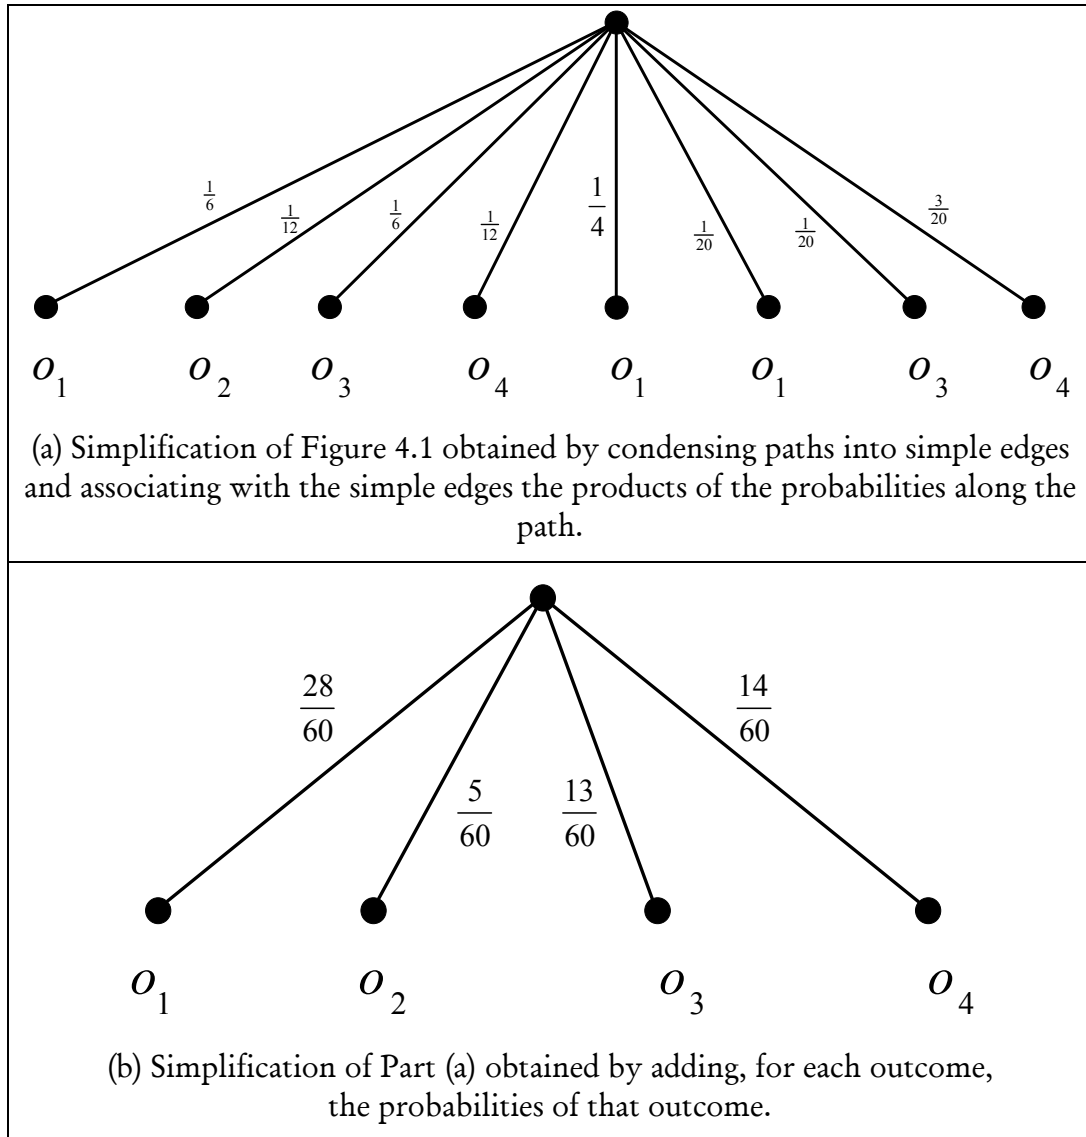 1/6 1/12 1/6 1/12 1/4 1/20 1/20 3/20
o₁ o₂ o₃ o₄ o₁ o₁ o₃ o₄
(a) Simplification of Figure 4.1 obtained by condensing paths into simple edges
and associating with the simple edges the products of the probabilities along the
path.
28/60 5/60 13/60 14/60
o₁ o₂ o₃ o₄
(b) Simplification of Part (a) obtained by adding, for each outcome,
the probabilities of that outcome.